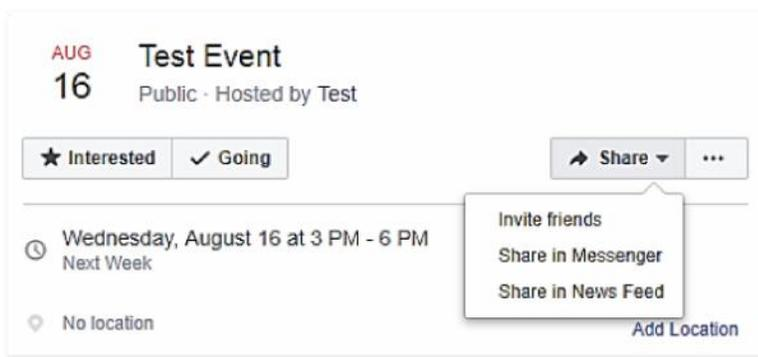 AUG
16
Test Event
Public · Hosted by Test
Interested
Going
Share
Invite friends
Share in Messenger
Share in News Feed
Wednesday, August 16 at 3 PM - 6 PM
Next Week
No location
Add Location